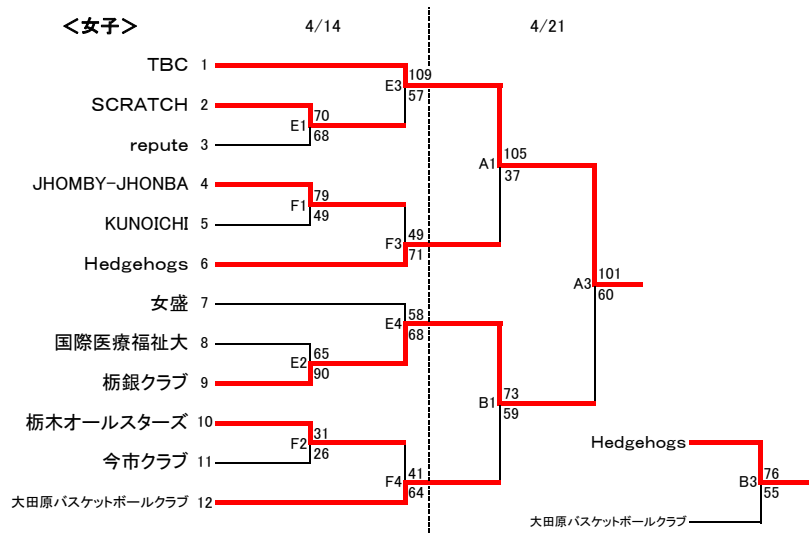 ＜女子＞ 4/14 4/21
TBC 1
109
E3
57
SCRATCH 2
70
E1
68
repute 3
105
A1
37
JHOMBY-JHONBA 4
79
F1
49
KUNOICHI 5
49
F3
71
Hedgehogs 6
101
A3
60
女盛 7
58
E4
68
国際医療福祉大 8
65
E2
90
栃銀クラブ 9
73
B1
59
栃木オールスターズ 10
31
F2
26
今市クラブ 11
41
F4
64
大田原バスケットボールクラブ 12
Hedgehogs
76
B3
55
大田原バスケットボールクラブ